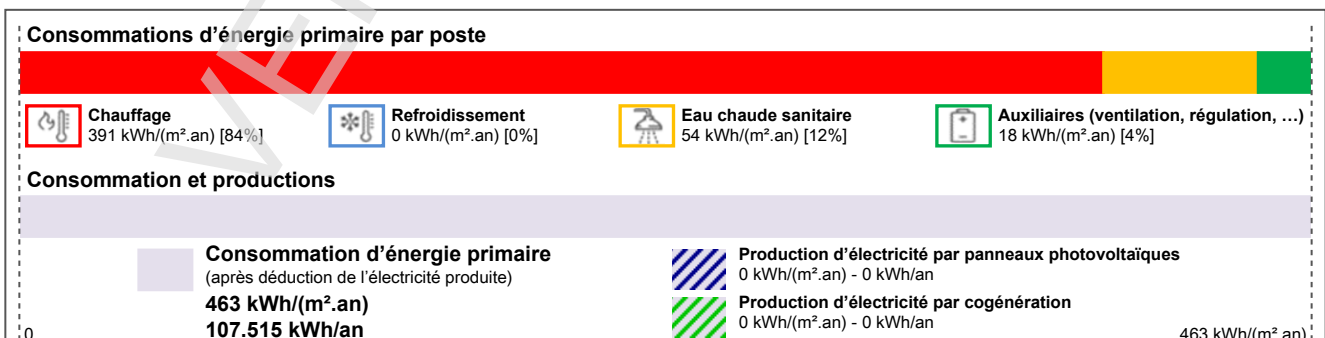 Consommations d'énergie primaire par poste
Chauffage
391 kWh/(m².an) [84%]
Refroidissement
0 kWh/(m².an) [0%]
Eau chaude sanitaire
54 kWh/(m².an) [12%]
Auxiliaires (ventilation, régulation, …)
18 kWh/(m².an) [4%]
Consommation et productions
Consommation d'énergie primaire
(après déduction de l'électricité produite)
463 kWh/(m².an)
107.515 kWh/an
Production d'électricité par panneaux photovoltaïques
0 kWh/(m².an) - 0 kWh/an
Production d'électricité par cogénération
0 kWh/(m².an) - 0 kWh/an
0
463 kWh/(m².an)